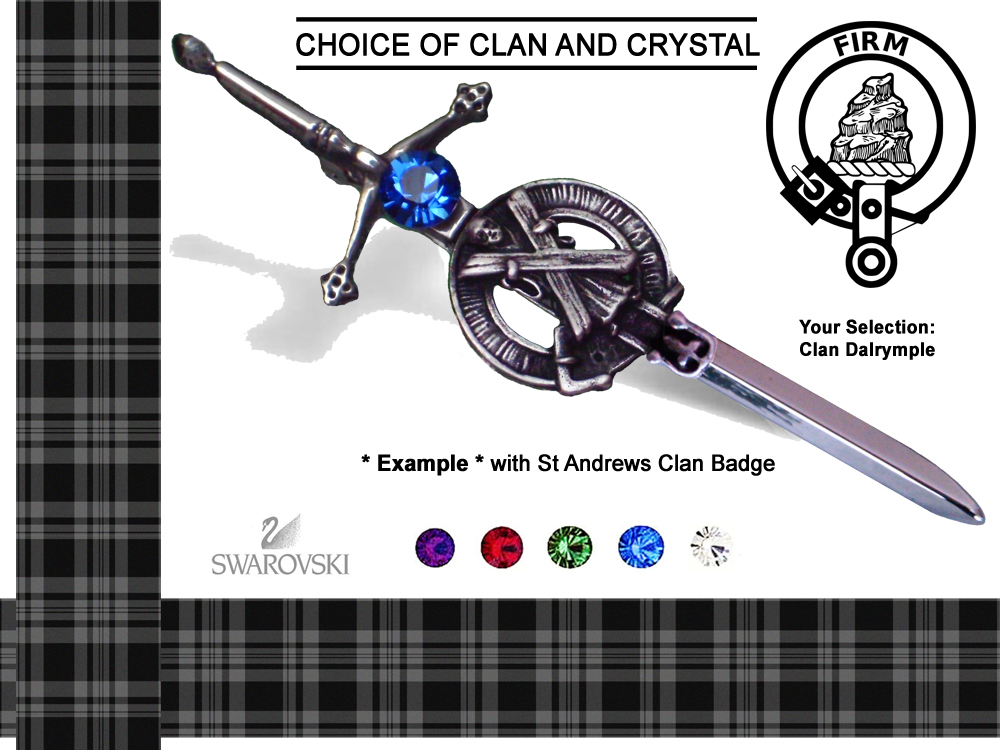 CHOICE OF CLAN AND CRYSTAL
FIRM
Your Selection:
Clan Dalrymple
* Example * with St Andrews Clan Badge
SWAROVSKI